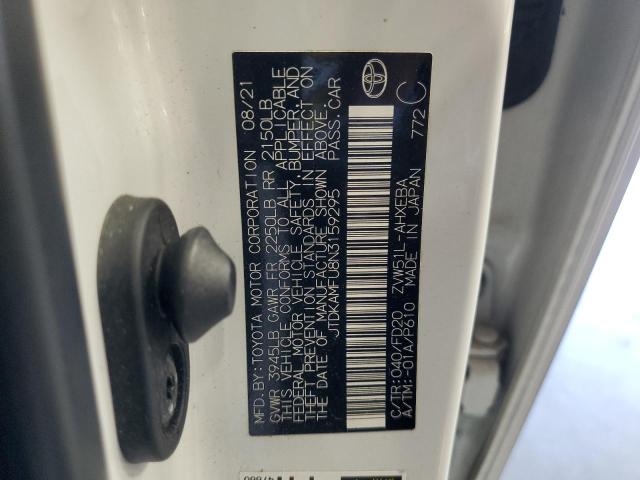 MFD.BY:TOYOTA MOTOR CORPORATION 08/21
GVWR 3945LB GAWR FR 2250LB RR 2150LB
THIS VEHICLE CONFORMS TO ALL APPLICABLE
FEDERAL MOTOR VEHICLE SAFETY, BUMPER, AND
THEFT PREVENTION STANDARDS IN EFFECT ON
THE DATE OF MANUFACTURE SHOWN ABOVE.
JTDKAMFU8N3159295 PASS.CAR
C/TR:040/FD20 ZVW51L-AHXEBA
A/TM:-01A/P610 MADE IN JAPAN 772 C
47660